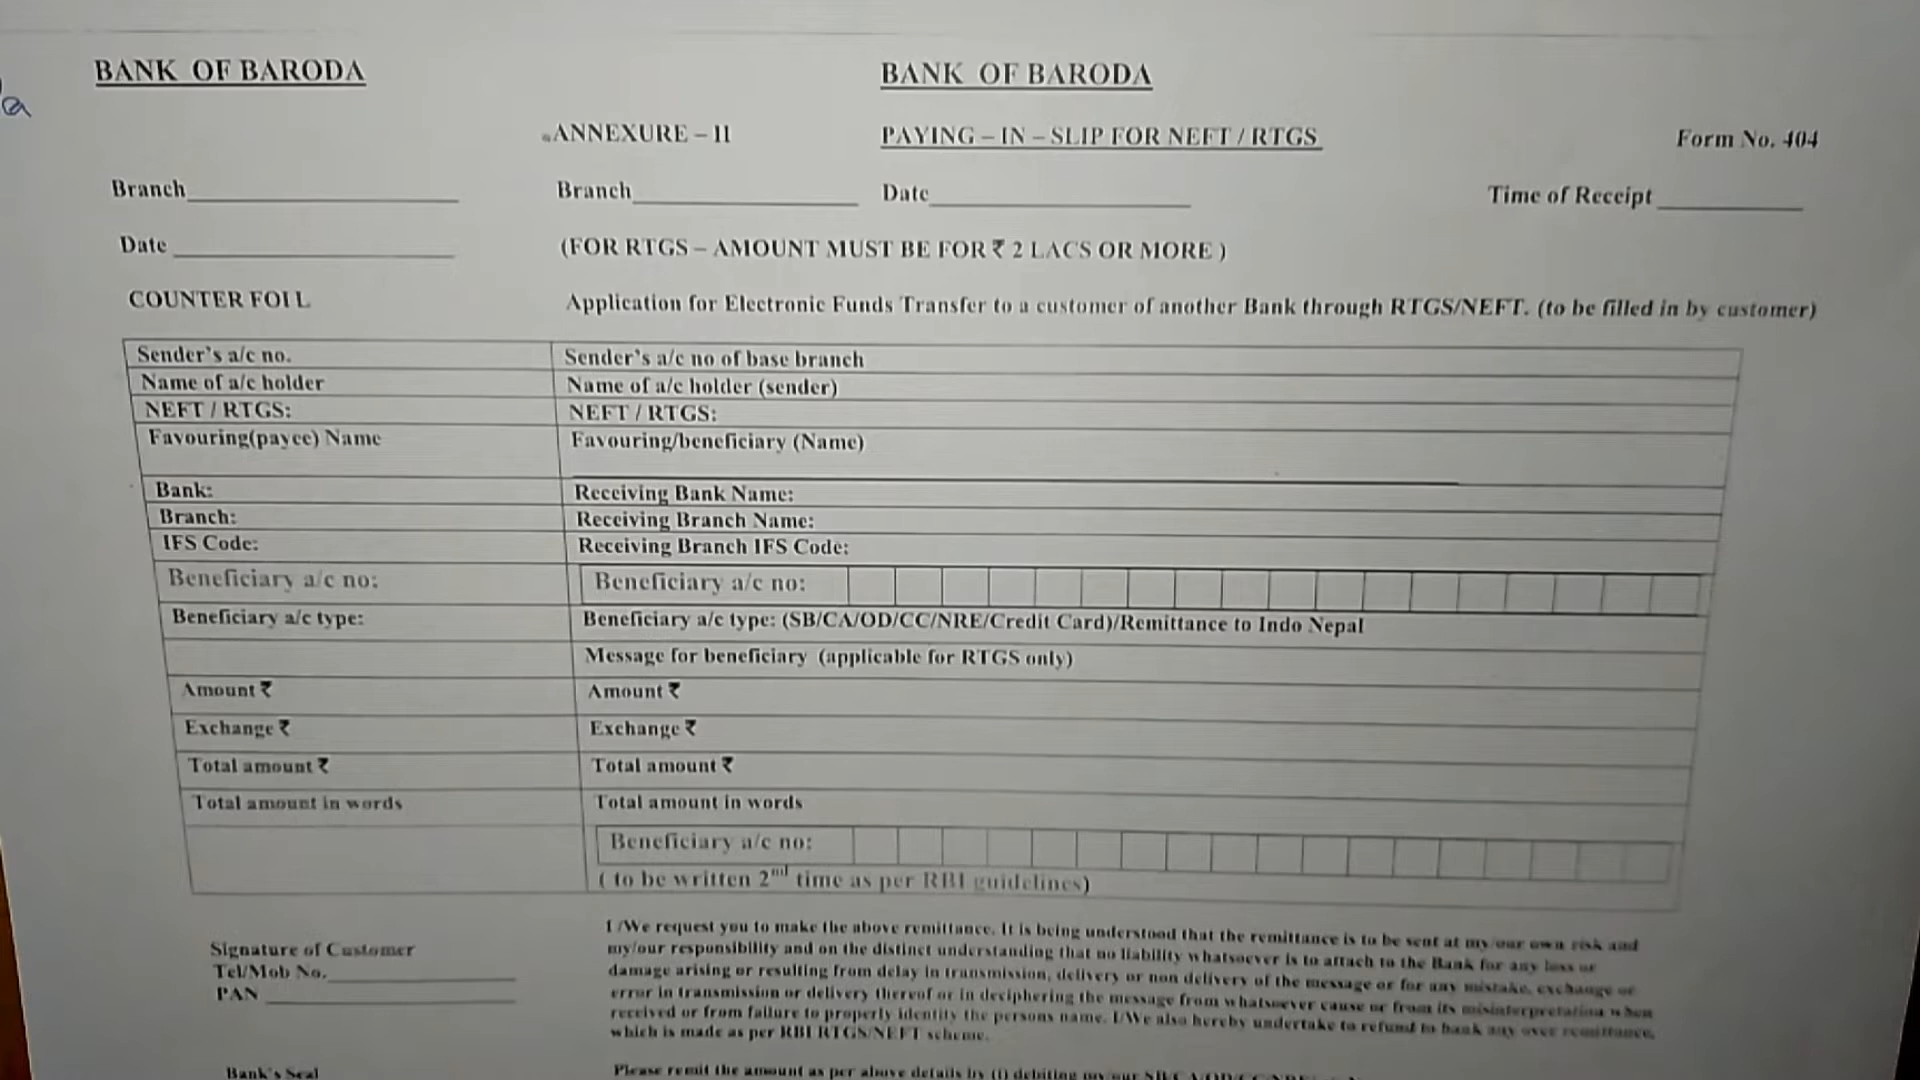 a
BANK OF BARODA
BANK OF BARODA
ANNEXURE – II
PAYING – IN – SLIP FOR NEFT / RTGS
Form No. 404
Branch
Branch
Date
Time of Receipt
Date
(FOR RTGS – AMOUNT MUST BE FOR ₹ 2 LACS OR MORE )
COUNTER FOIL
Application for Electronic Funds Transfer to a customer of another Bank through RTGS/NEFT. (to be filled in by customer)
Sender's a/c no.
Sender's a/c no of base branch
Name of a/c holder
Name of a/c holder (sender)
NEFT / RTGS:
NEFT / RTGS:
Favouring(payee) Name
Favouring/beneficiary (Name)
Bank:
Receiving Bank Name:
Branch:
Receiving Branch Name:
IFS Code:
Receiving Branch IFS Code:
Beneficiary a/c no:
Beneficiary a/c no:
Beneficiary a/c type:
Beneficiary a/c type: (SB/CA/OD/CC/NRE/Credit Card)/Remittance to Indo Nepal
Message for beneficiary (applicable for RTGS only)
Amount ₹
Amount ₹
Exchange ₹
Exchange ₹
Total amount ₹
Total amount ₹
Total amount in words
Total amount in words
Beneficiary a/c no:
( to be written 2nd time as per RBI guidelines)
I /We request you to make the above remittance. It is being understood that the remittance is to be sent at my/our own risk and
my/our responsibility and on the distinct understanding that no liability whatsoever is to attach to the Bank for any loss or
damage arising or resulting from delay in transmission, delivery or non delivery of the message or for any mistake, exchange or
error in transmission or delivery thereof or in deciphering the message from whatsoever cause or from its misinterpretation when
received or from failure to properly identity the persons name. I/We also hereby undertake to refund to bank any over remittance,
which is made as per RBI RTGS/NEFT scheme.
Signature of Customer
Tel/Mob No.
PAN
Bank's Seal
Please remit the amount as per above details by (i) debiting my/our